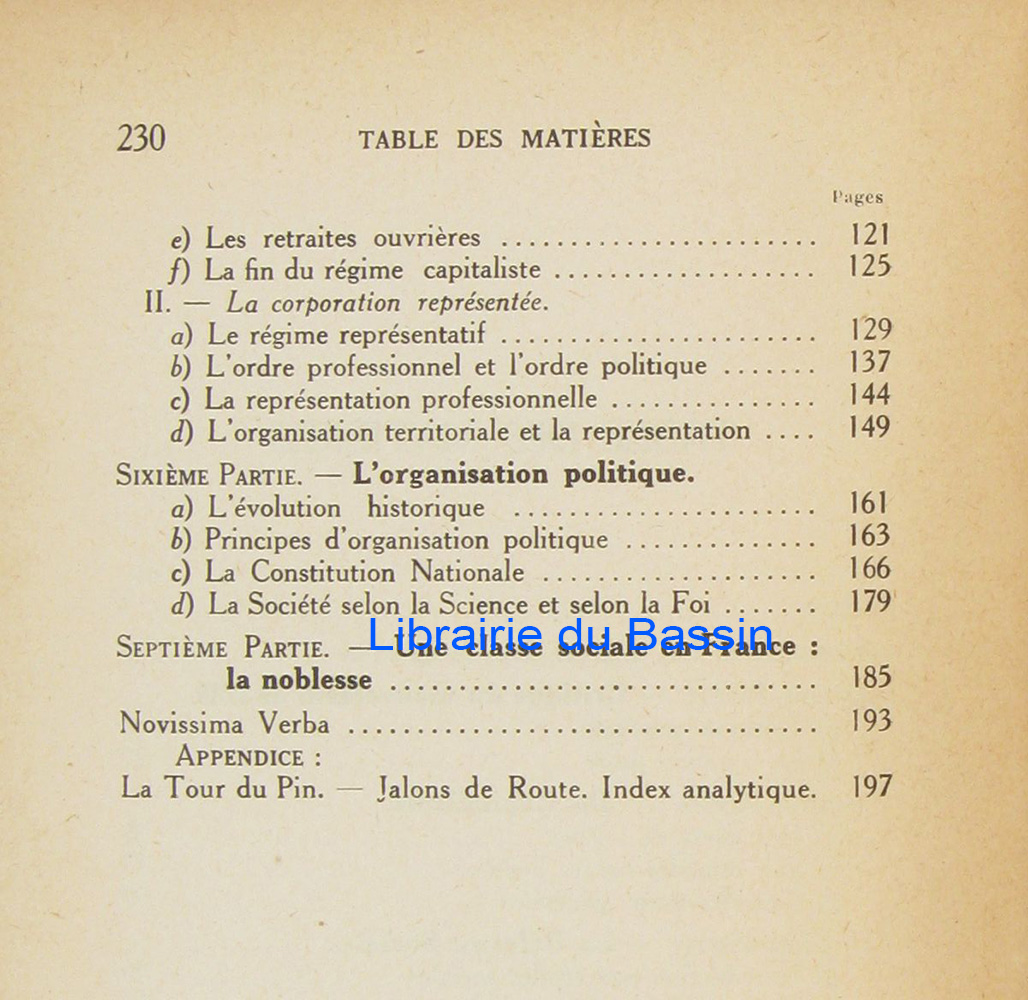 230 TABLE DES MATIÈRES
Pages
e) Les retraites ouvrières ........................ 121
f) La fin du régime capitaliste .................... 125
II. — La corporation représentée.
a) Le régime représentatif ........................ 129
b) L'ordre professionnel et l'ordre politique ....... 137
c) La représentation professionnelle ................ 144
d) L'organisation territoriale et la représentation .... 149
SIXIÈME PARTIE. — L'organisation politique.
a) L'évolution historique ....................... 161
b) Principes d'organisation politique ............... 163
c) La Constitution Nationale ..................... 166
d) La Société selon la Science et selon la Foi ....... 179
Librairie du Bassin
SEPTIÈME PARTIE. — Une classe sociale en France :
la noblesse ................................ 185
Novissima Verba ................................... 193
APPENDICE :
La Tour du Pin. — Jalons de Route. Index analytique. 197